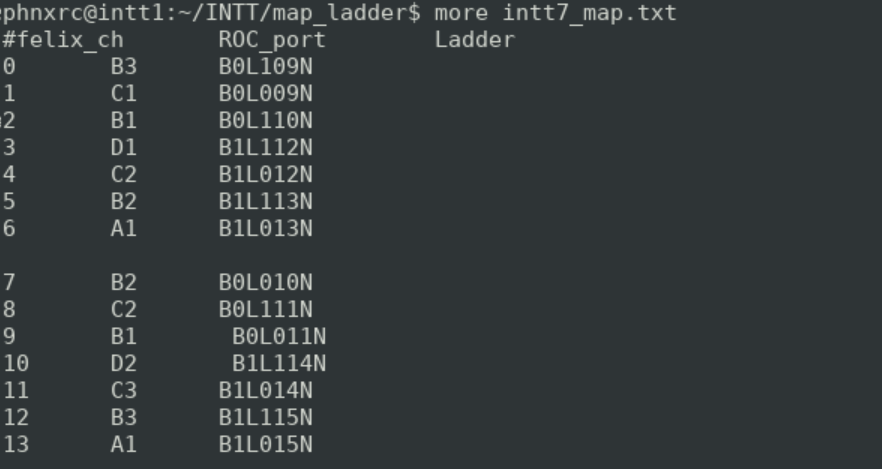 ephnxrc@intt1:~/INTT/map_ladder$ more intt7_map.txt
#felix_ch       ROC_port        Ladder
0       B3      B0L109N
1       C1      B0L009N
2       B1      B0L110N
3       D1      B1L112N
4       C2      B1L012N
5       B2      B1L113N
6       A1      B1L013N

7       B2      B0L010N
8       C2      B0L111N
9       B1       B0L011N
10      D2       B1L114N
11      C3      B1L014N
12      B3      B1L115N
13      A1      B1L015N